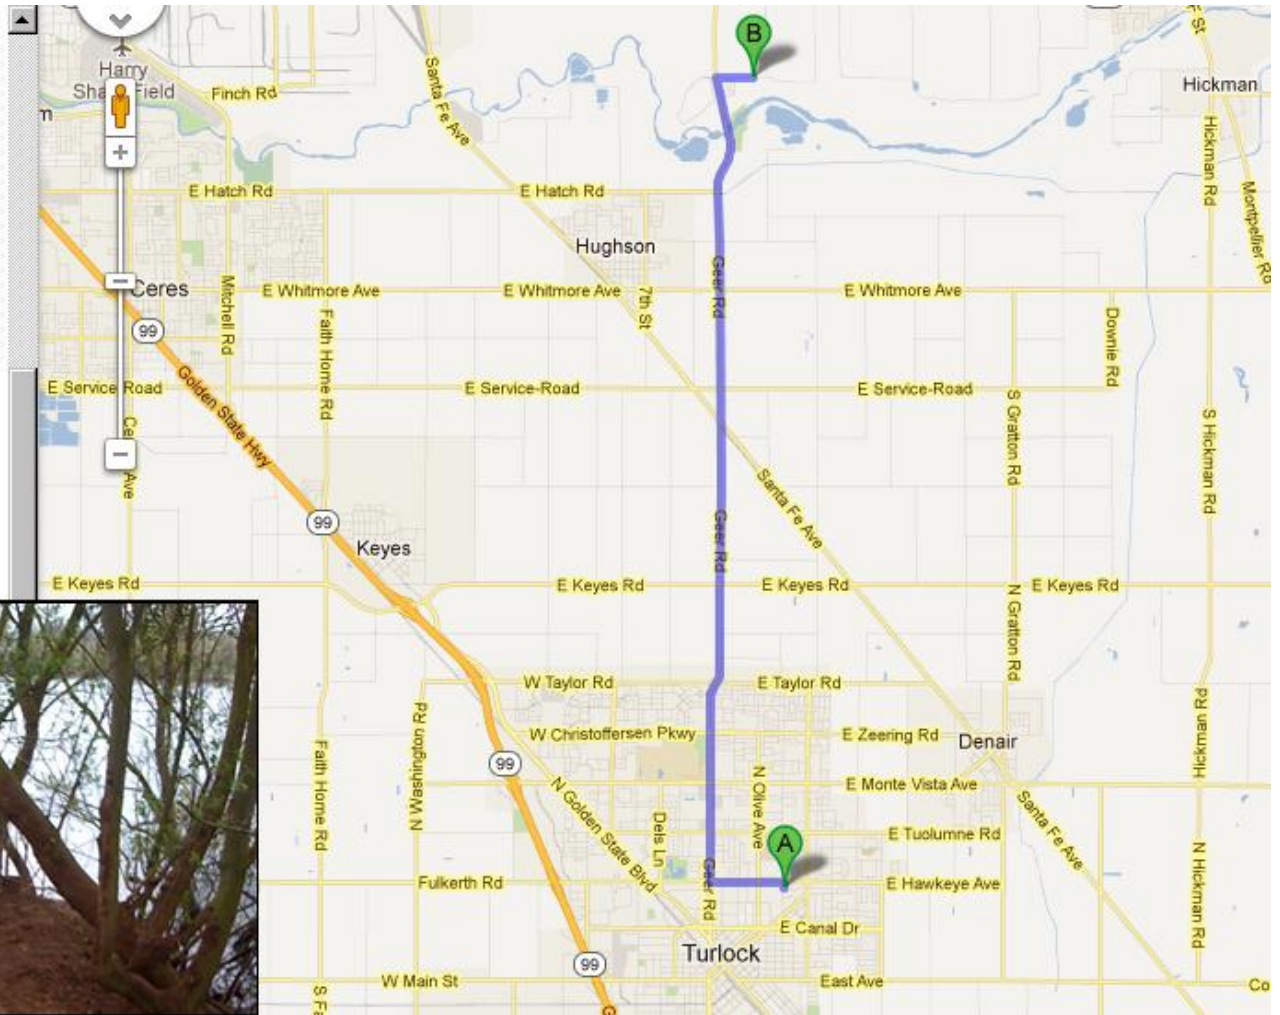 B
Harry
Sha Field
Finch Rd
Santa Fe Ave
F St
Hickman
m
E Hatch Rd
E Hatch Rd
Hickman Rd
Montpellier Rd
Hughson
Ceres
Mitchell Rd
E Whitmore Ave
E Whitmore Ave
7th St
Geer Rd
E Whitmore Ave
99
Faith Home Rd
Downie Rd
Golden State Hwy
E Service Road
E Service-Road
E Service-Road
S Gratton Rd
S Hickman Rd
Ce
Ave
Santa Fe Ave
99
Keyes
Geer Rd
E Keyes Rd
E Keyes Rd
E Keyes Rd
E Keyes Rd
N Gratton Rd
W Taylor Rd
E Taylor Rd
N Washington Rd
Hickman Rd
W Christoffersen Pkwy
E Zeering Rd
Denair
Faith Home Rd
99
N Golden State Blvd
N Olive Ave
E Monte Vista Ave
Dels Ln
Santa Fe Ave
E Tuolumne Rd
A
N Hickman Rd
Fulkerth Rd
Geer Rd
E Hawkeye Ave
E Canal Dr
Turlock
99
W Main St
East Ave
S Fa
G
Co